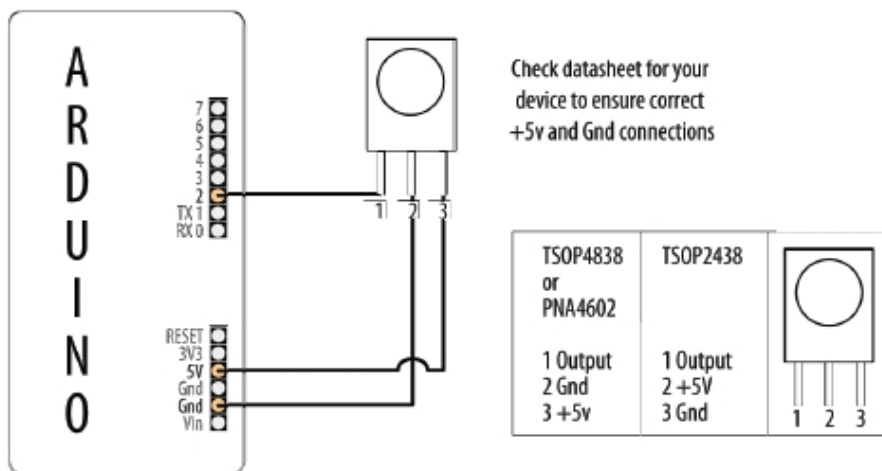 ARDUINO
7
6
5
4
3
2
TX 1
RX 0
RESET
3V3
5V
Gnd
Gnd
Vin
1 2 3
Check datasheet for your
device to ensure correct
+5v and Gnd connections
TSOP4838
or
PNA4602
1 Output
2 Gnd
3 +5v
TSOP2438
1 Output
2 +5V
3 Gnd
1 2 3